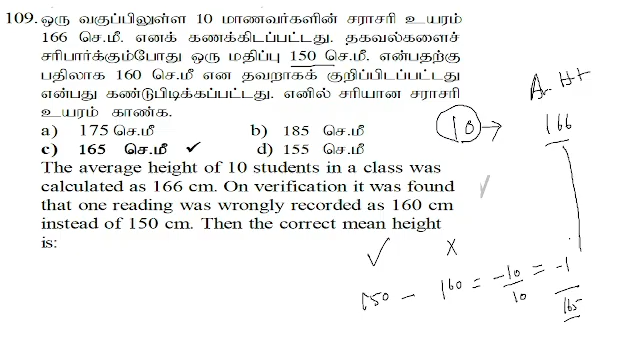 109. ஒரு வகுப்பிலுள்ள 10 மாணவர்களின் சராசரி உயரம்
166 செ.மீ. எனக் கணக்கிடப்பட்டது. தகவல்களைச்
சரிபார்க்கும்போது ஒரு மதிப்பு 150 செ.மீ. என்பதற்கு
பதிலாக 160 செ.மீ என தவறாகக் குறிப்பிடப்பட்டது
என்பது கண்டுபிடிக்கப்பட்டது. எனில் சரியான சராசரி
உயரம் காண்க.
a) 175 செ.மீ b) 185 செ.மீ
c) 165 செ.மீ ✓ d) 155 செ.மீ
The average height of 10 students in a class was
calculated as 166 cm. On verification it was found
that one reading was wrongly recorded as 160 cm
instead of 150 cm. Then the correct mean height
is:
Av. Ht
10 → 166
✓ X
150 - 160 = -10/10 = -1
165